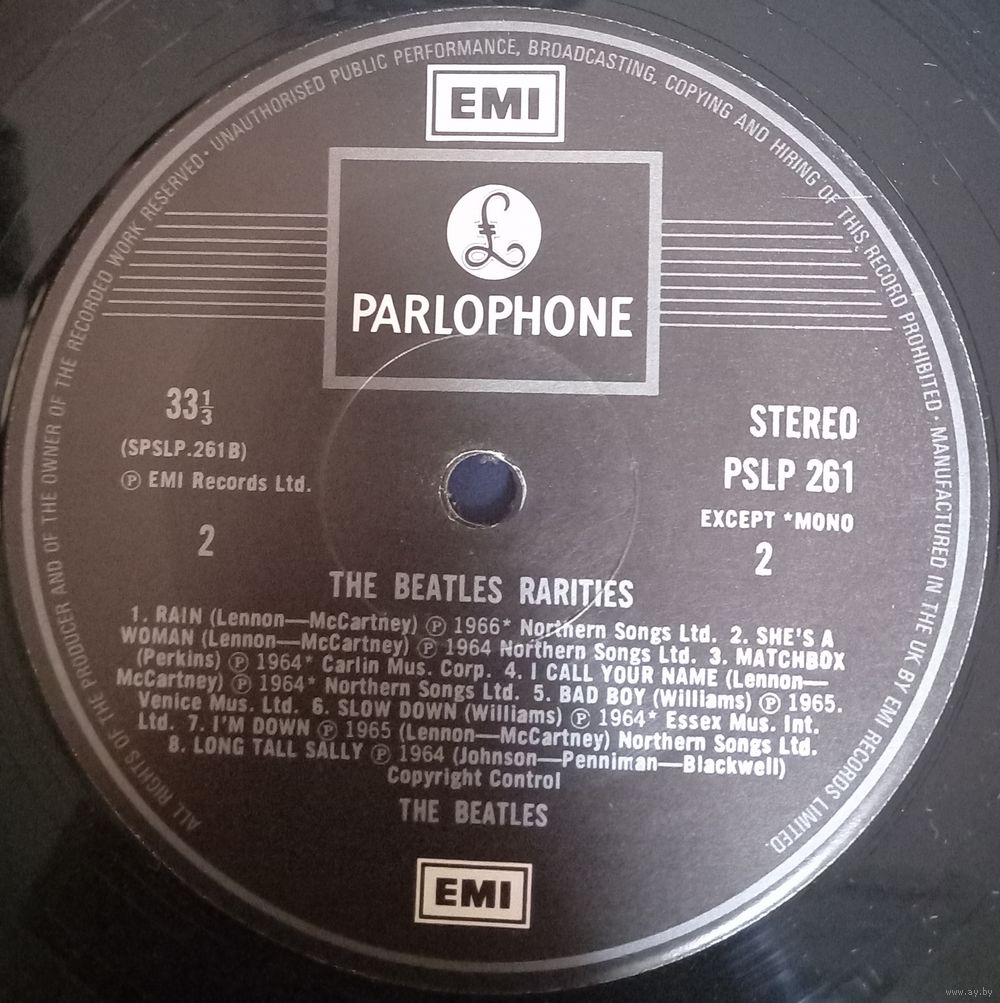 ALL RIGHTS OF THE PRODUCER AND OF THE OWNER OF THE RECORDED WORK RESERVED · UNAUTHORISED PUBLIC PERFORMANCE, BROADCASTING, COPYING AND HIRING OF THIS RECORD PROHIBITED · MANUFACTURED IN THE UK BY EMI RECORDS LIMITED.
EMI
£
PARLOPHONE
33⅓
(SPSLP.261B)
Ⓟ EMI Records Ltd.
2
STEREO
PSLP 261
EXCEPT *MONO
2
THE BEATLES RARITIES
1. RAIN (Lennon—McCartney) Ⓟ 1966* Northern Songs Ltd. 2. SHE'S A
WOMAN (Lennon—McCartney) Ⓟ 1964 Northern Songs Ltd. 3. MATCHBOX
(Perkins) Ⓟ 1964* Carlin Mus. Corp. 4. I CALL YOUR NAME (Lennon—
McCartney) Ⓟ 1964* Northern Songs Ltd. 5. BAD BOY (Williams) Ⓟ 1965.
Venice Mus. Ltd. 6. SLOW DOWN (Williams) Ⓟ 1964* Essex Mus. Int.
Ltd. 7. I'M DOWN Ⓟ 1965 (Lennon—McCartney) Northern Songs Ltd.
8. LONG TALL SALLY Ⓟ 1964 (Johnson—Penniman—Blackwell)
Copyright Control
THE BEATLES
EMI
www.ay.by